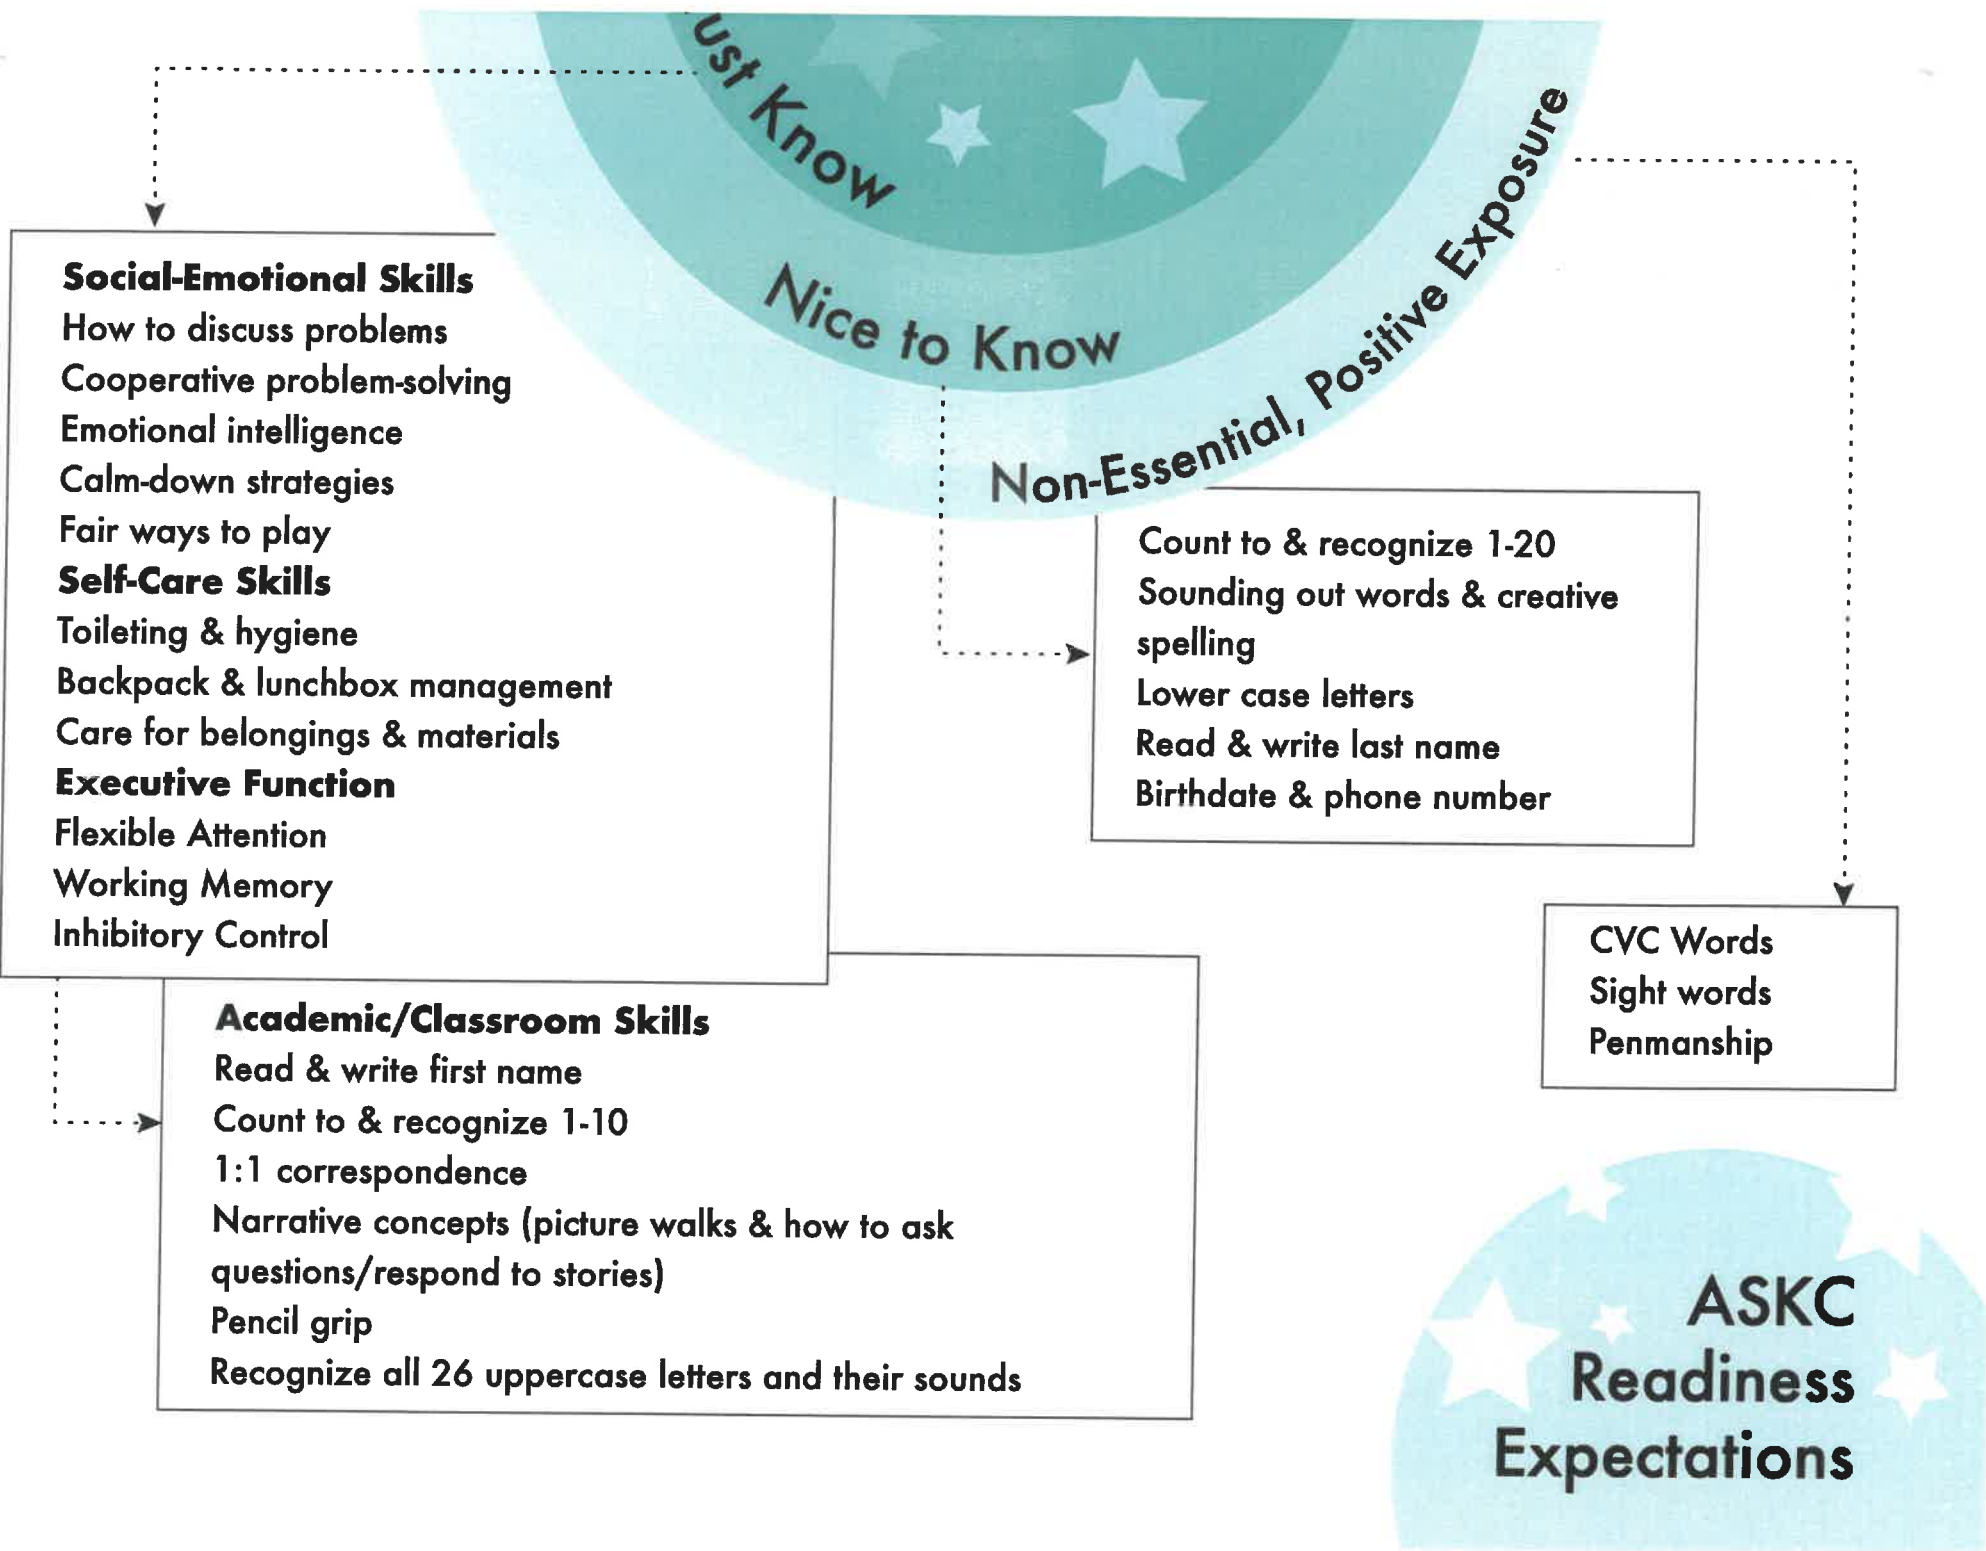 ust Know
Nice to Know
Non-Essential, Positive Exposure
Social-Emotional Skills
How to discuss problems
Cooperative problem-solving
Emotional intelligence
Calm-down strategies
Fair ways to play
Self-Care Skills
Toileting & hygiene
Backpack & lunchbox management
Care for belongings & materials
Executive Function
Flexible Attention
Working Memory
Inhibitory Control
Academic/Classroom Skills
Read & write first name
Count to & recognize 1-10
1:1 correspondence
Narrative concepts (picture walks & how to ask
questions/respond to stories)
Pencil grip
Recognize all 26 uppercase letters and their sounds
Count to & recognize 1-20
Sounding out words & creative
spelling
Lower case letters
Read & write last name
Birthdate & phone number
CVC Words
Sight words
Penmanship
ASKC
Readiness
Expectations